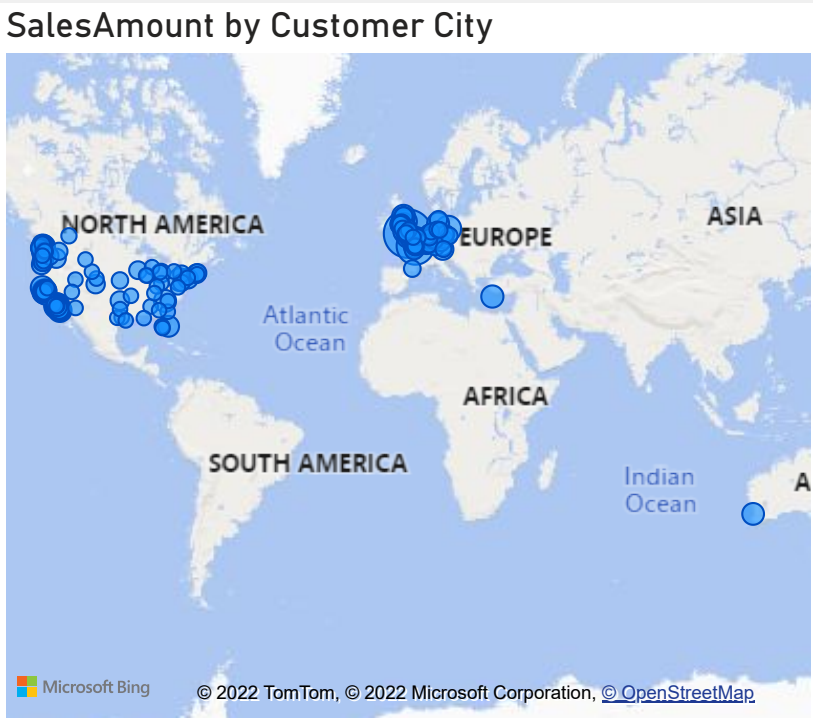 SalesAmount by Customer City
NORTH AMERICA
ASIA
EUROPE
Atlantic
Ocean
AFRICA
SOUTH AMERICA
Indian
Ocean
A
Microsoft Bing
© 2022 TomTom, © 2022 Microsoft Corporation, © OpenStreetMap